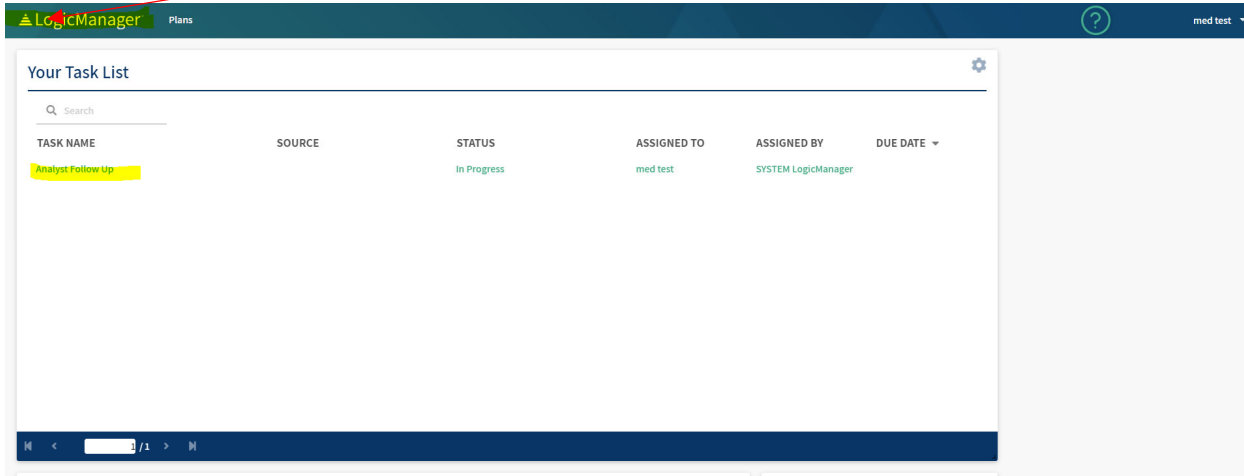 LogicManager Plans ? med test
Your Task List
Search
TASK NAME SOURCE STATUS ASSIGNED TO ASSIGNED BY DUE DATE
Analyst Follow Up In Progress med test SYSTEM LogicManager
1 / 1